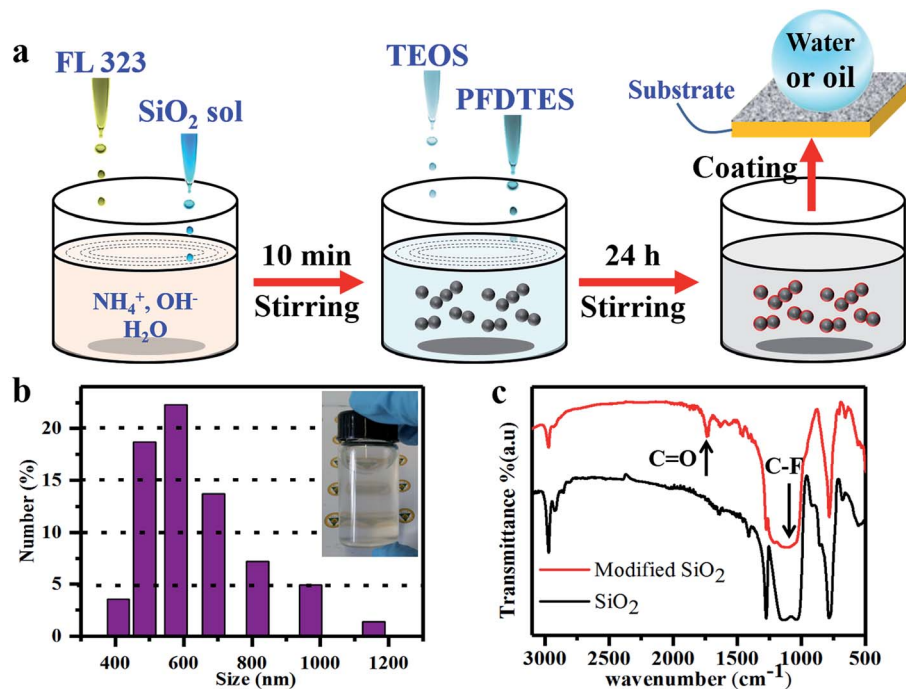 a
FL 323
SiO₂ sol
NH₄⁺, OH⁻
H₂O
10 min
Stirring
TEOS
PFDTES
24 h
Stirring
Substrate
Water
or oil
Coating
b
Number (%)
20
15
10
5
0
400 600 800 1000 1200
Size (nm)
c
Transmittance %(a.u)
C=O
C-F
Modified SiO₂
SiO₂
3000 2500 2000 1500 1000 500
wavenumber (cm⁻¹)